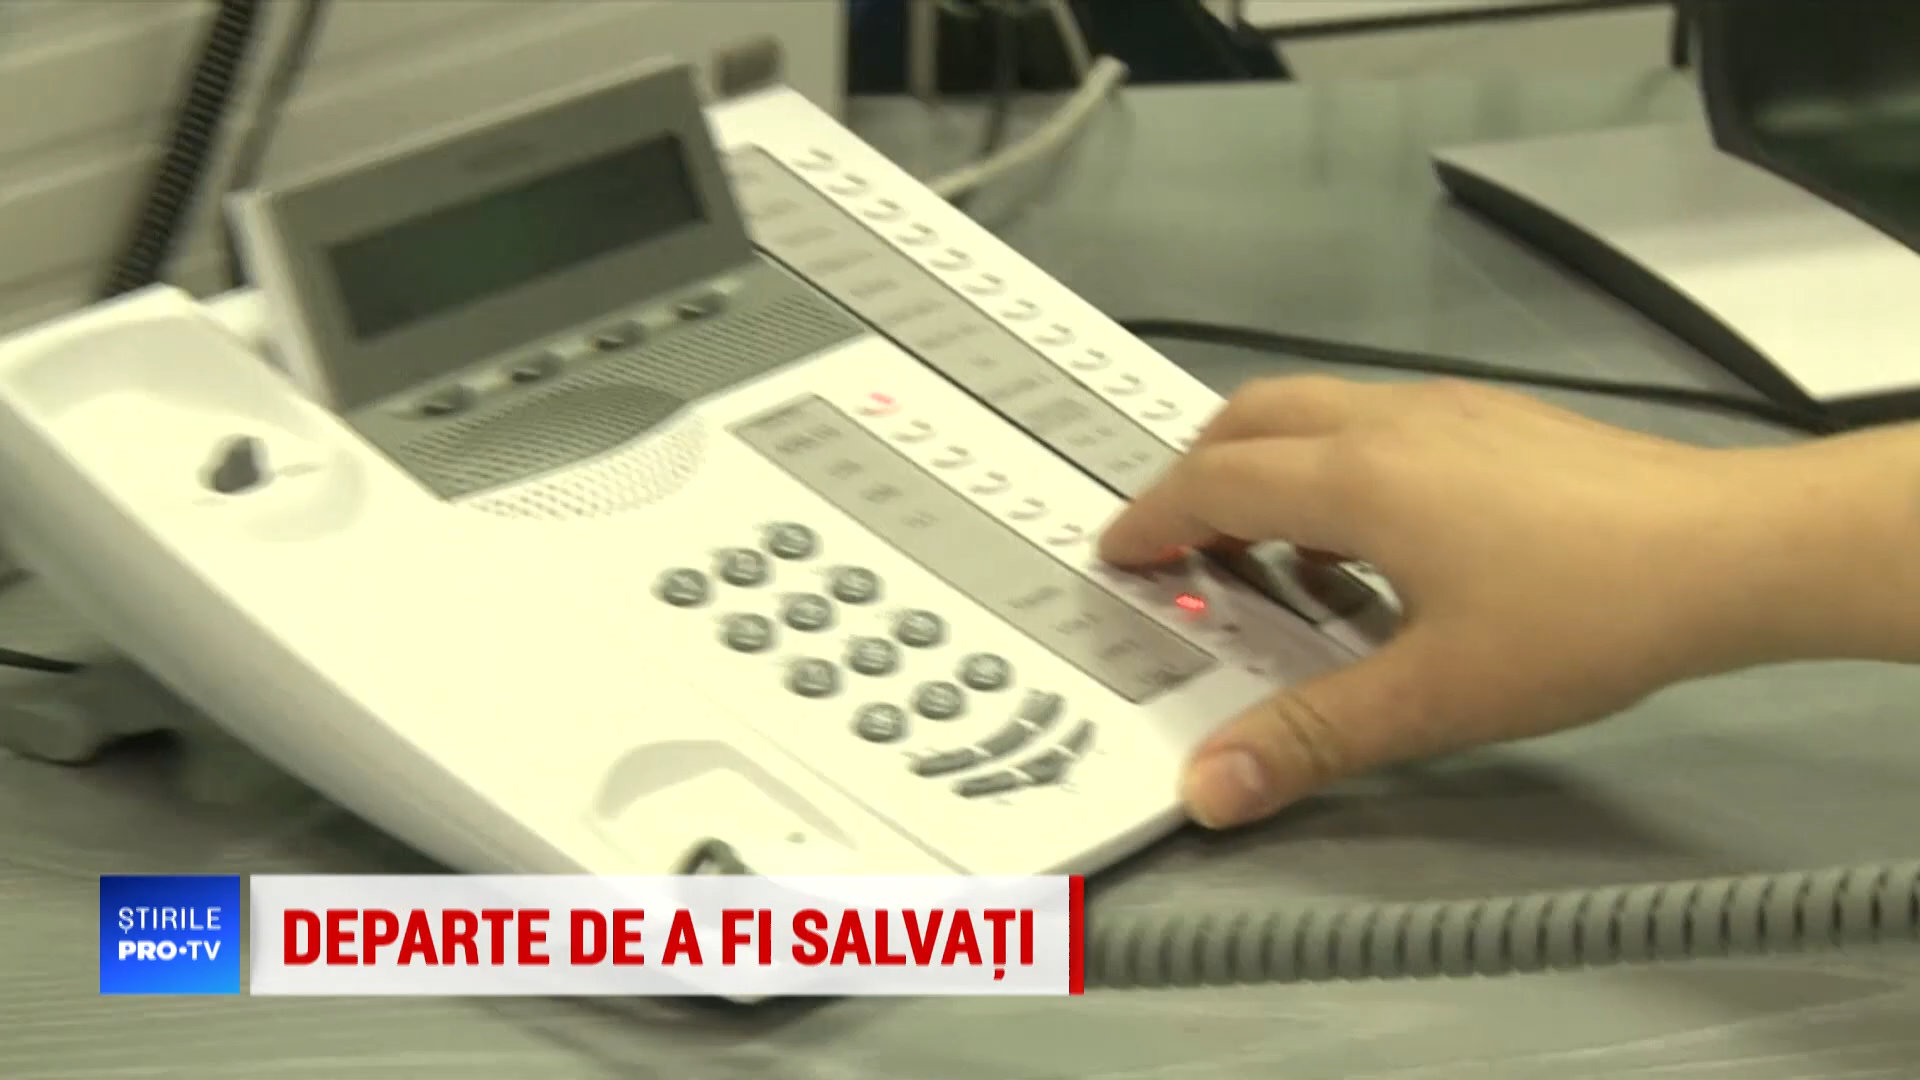 ȘTIRILE
PRO•TV
DEPARTE DE A FI SALVAȚI